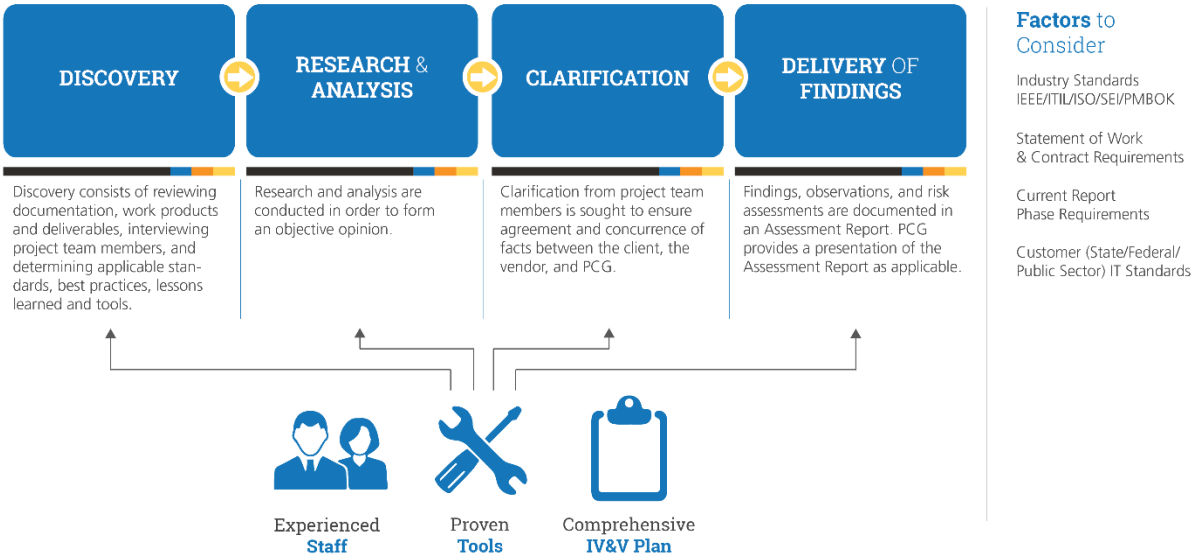 DISCOVERY
RESEARCH &
ANALYSIS
CLARIFICATION
DELIVERY OF
FINDINGS
Discovery consists of reviewing
documentation, work products
and deliverables, interviewing
project team members, and
determining applicable stan-
dards, best practices, lessons
learned and tools.
Research and analysis are
conducted in order to form
an objective opinion.
Clarification from project team
members is sought to ensure
agreement and concurrence of
facts between the client, the
vendor, and PCG.
Findings, observations, and risk
assessments are documented in
an Assessment Report. PCG
provides a presentation of the
Assessment Report as applicable.
Experienced
Staff
Proven
Tools
Comprehensive
IV&V Plan
Factors to
Consider
Industry Standards
IEEE/ITIL/ISO/SEI/PMBOK
Statement of Work
& Contract Requirements
Current Report
Phase Requirements
Customer (State/Federal/
Public Sector) IT Standards